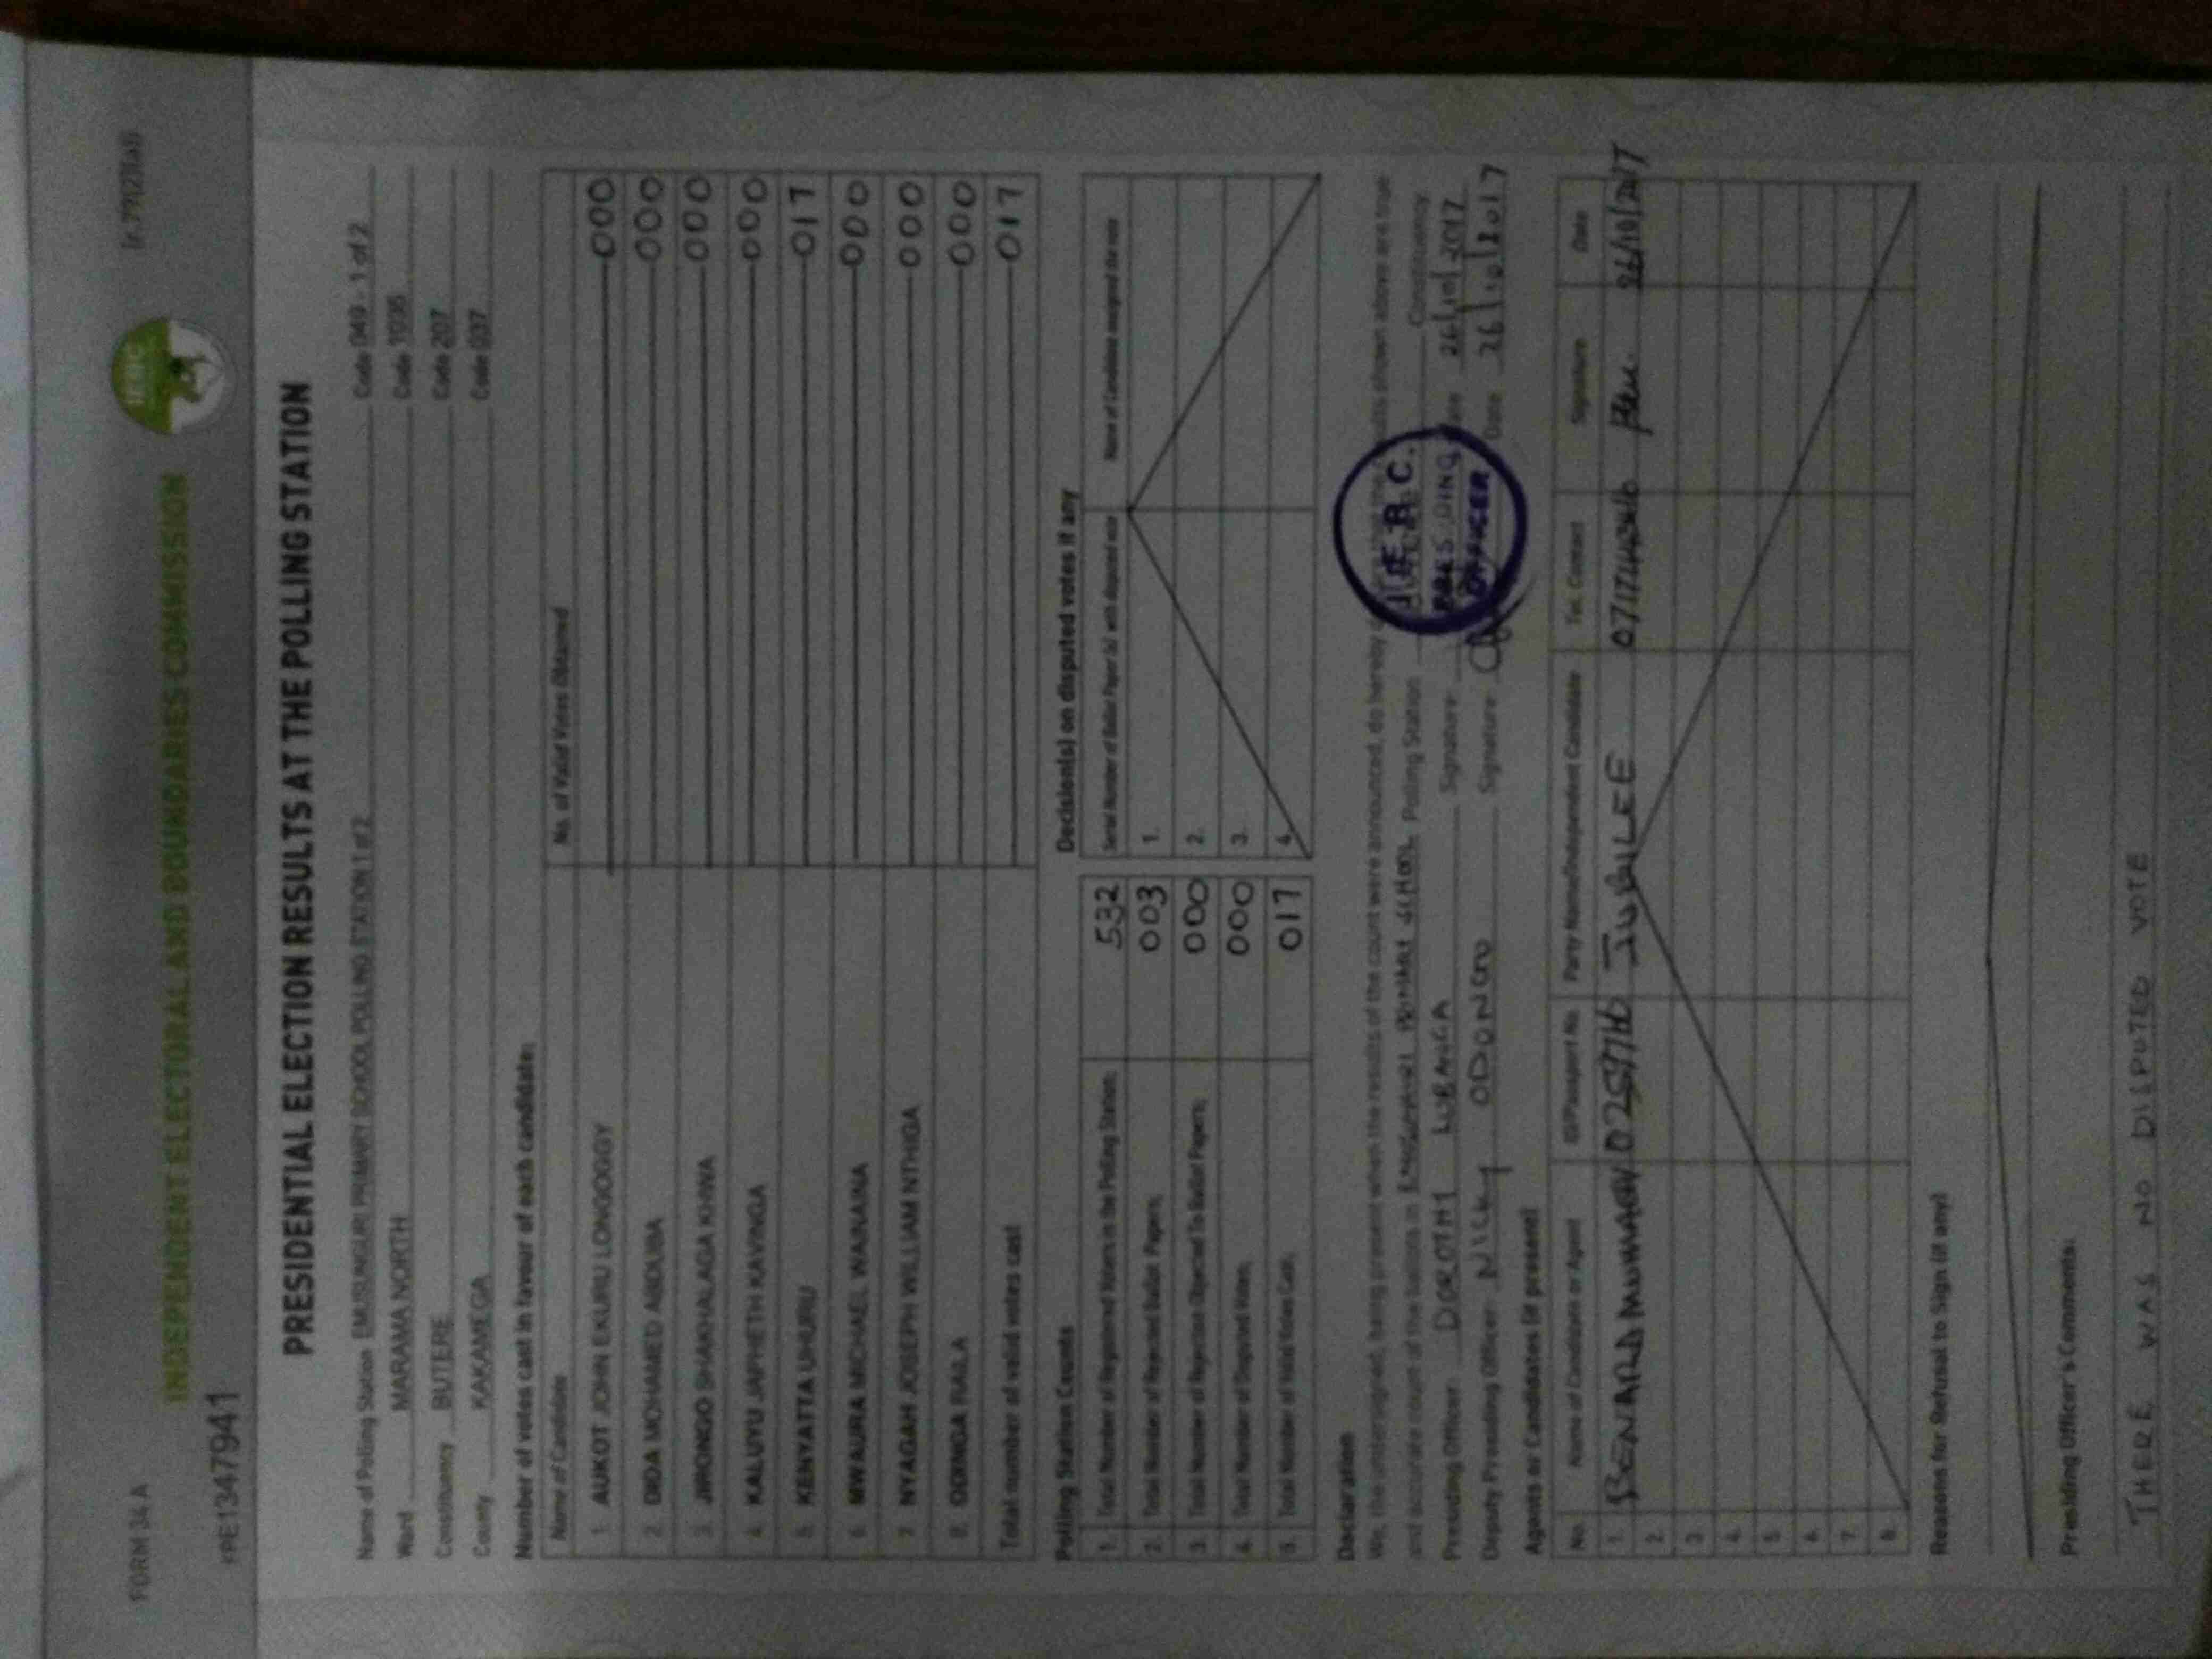 FORM 34 A
[r.79(2)(a)]
INDEPENDENT ELECTORAL AND BOUNDARIES COMMISSION
IEBC
PRE1347941
PRESIDENTIAL ELECTION RESULTS AT THE POLLING STATION
Name of Polling Station EMUSUNGURI PRIMARY SCHOOL POLLING STATION 1 of 2 Code 049 - 1 of 2
Ward MARAMA NORTH Code 1035
Constituency BUTERE Code 207
County KAKAMEGA Code 037
Number of votes cast in favour of each candidate:
Name of Candidate No. of Valid Votes Obtained
1. AUKOT JOHN EKURU LONGOGGY 000
2. DIDA MOHAMED ABDUBA 000
3. JIRONGO SHAKHALAGA KHWA 000
4. KALUYU JAPHETH KAVINGA 000
5. KENYATTA UHURU 017
6. MWAURA MICHAEL WAINAINA 000
7. NYAGAH JOSEPH WILLIAM NTHIGA 000
8. ODINGA RAILA 000
Total number of valid votes cast 017
Polling Station Counts
1. Total Number of Registered Voters in the Polling Station: 532
2. Total Number of Rejected Ballot Papers: 003
3. Total Number of Rejection Objected To Ballot Papers: 000
4. Total Number of Disputed Votes: 000
5. Total Number of Valid Votes Cast: 017
Decision(s) on disputed votes if any
Serial Number of Ballot Paper(s) with disputed vote Name of Candidate assigned the vote
1.
2.
3.
4.
Declaration
We, the undersigned, being present when the results of the count were announced, do hereby shown above are true
and accurate count of the ballots in PRIMARY SCHOOL Polling Station Constituency
Presiding Officer DOROTHY LUBANGA Signature Date 26/10/2017
Deputy Presiding Officer NICKY ODONGO Signature Date 26/10/2017
I.E.B.C.
PRESIDING
OFFICER
Agents or Candidates (if present)
No. Name of Candidate or Agent ID/Passport No. Party Name/Independent Candidate Tel. Contact Signature Date
1. BENARD JUBILEE 26/10/2017
2.
3.
4.
5.
6.
7.
8.
Reasons for Refusal to Sign (if any)
Presiding Officer's Comments:
THERE WAS NO DISPUTED VOTE